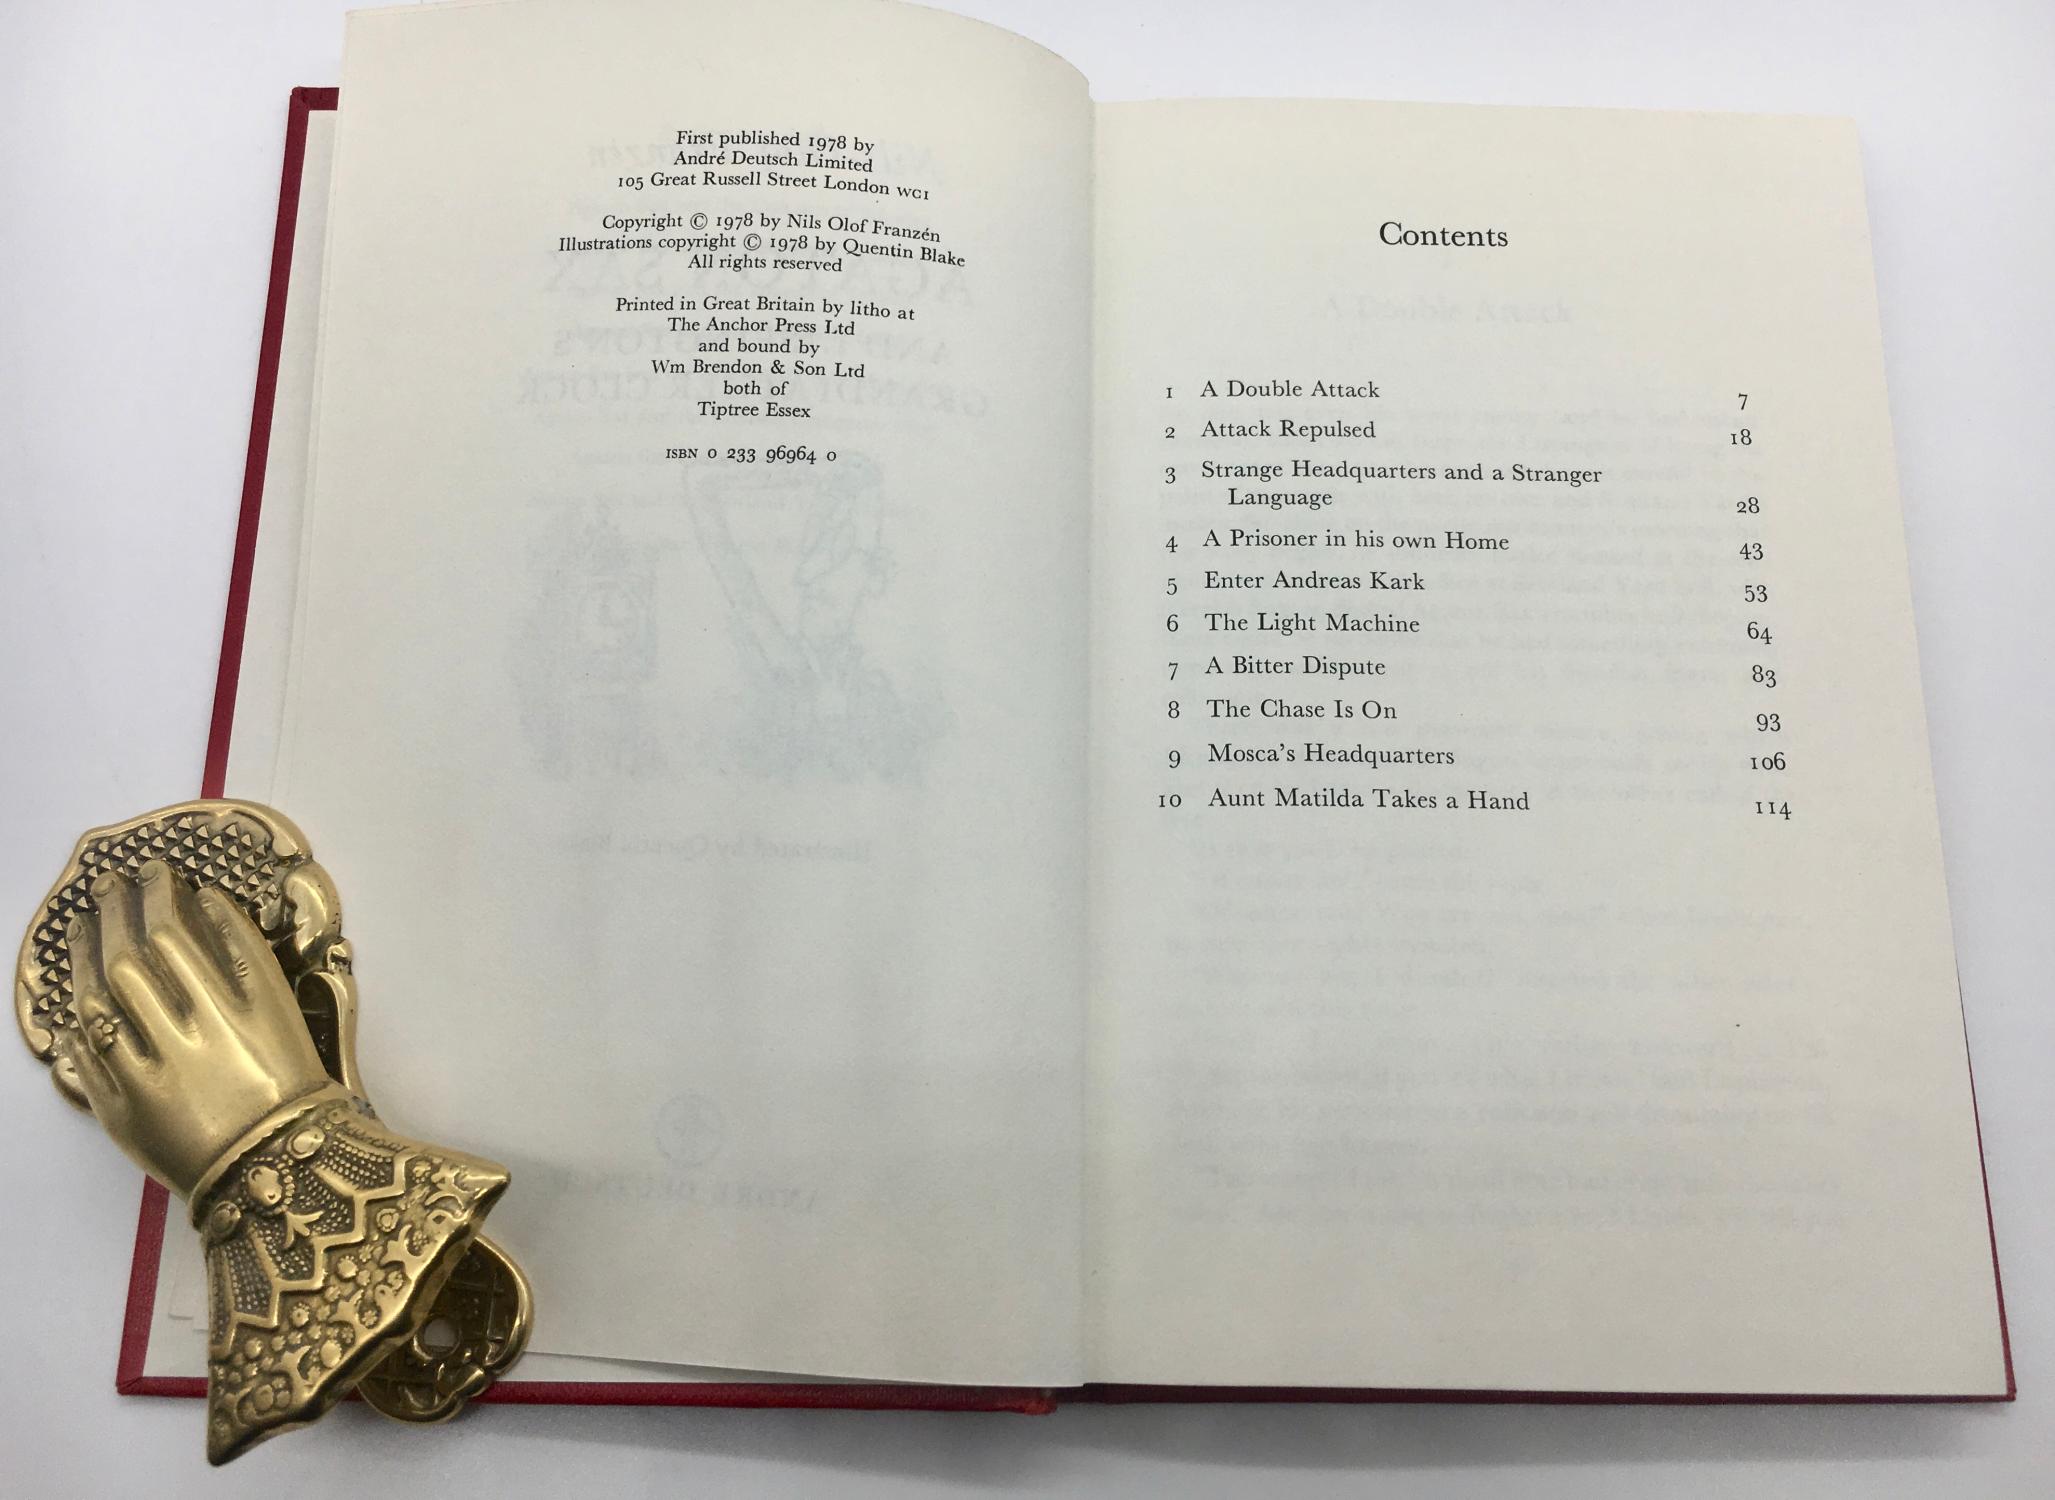 First published 1978 by
André Deutsch Limited
105 Great Russell Street London WC1
Copyright © 1978 by Nils Olof Franzén
Illustrations copyright © 1978 by Quentin Blake
All rights reserved
Printed in Great Britain by litho at
The Anchor Press Ltd
and bound by
Wm Brendon & Son Ltd
both of
Tiptree Essex
ISBN 0 233 96964 0
Contents
1 A Double Attack 7
2 Attack Repulsed 18
3 Strange Headquarters and a Stranger
Language 28
4 A Prisoner in his own Home 43
5 Enter Andreas Kark 53
6 The Light Machine 64
7 A Bitter Dispute 83
8 The Chase Is On 93
9 Mosca's Headquarters 106
10 Aunt Matilda Takes a Hand 114